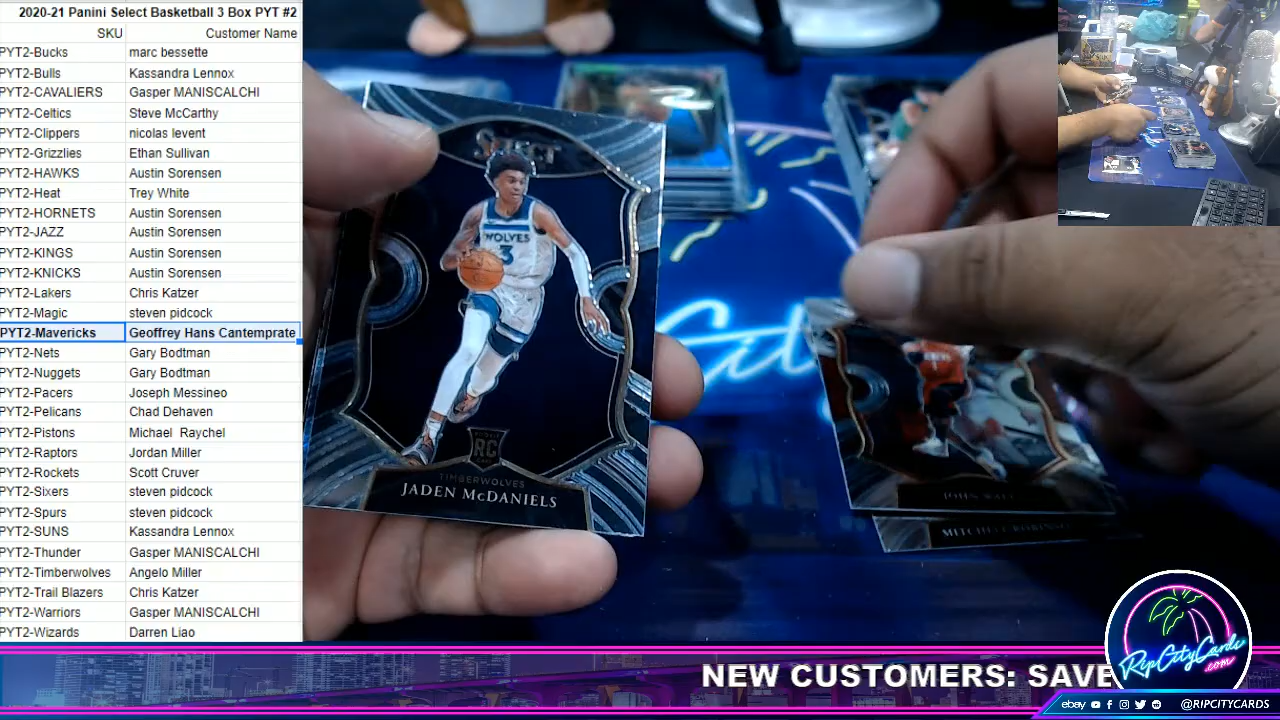 2020-21 Panini Select Basketball 3 Box PYT #2
SKU Customer Name
PYT2-Bucks marc bessette
PYT2-Bulls Kassandra Lennox
PYT2-CAVALIERS Gasper MANISCALCHI
PYT2-Celtics Steve McCarthy
PYT2-Clippers nicolas levent
PYT2-Grizzlies Ethan Sullivan
PYT2-HAWKS Austin Sorensen
PYT2-Heat Trey White
PYT2-HORNETS Austin Sorensen
PYT2-JAZZ Austin Sorensen
PYT2-KINGS Austin Sorensen
PYT2-KNICKS Austin Sorensen
PYT2-Lakers Chris Katzer
PYT2-Magic steven pidcock
PYT2-Mavericks Geoffrey Hans Cantemprate
PYT2-Nets Gary Bodtman
PYT2-Nuggets Gary Bodtman
PYT2-Pacers Joseph Messineo
PYT2-Pelicans Chad Dehaven
PYT2-Pistons Michael Raychel
PYT2-Raptors Jordan Miller
PYT2-Rockets Scott Cruver
PYT2-Sixers steven pidcock
PYT2-Spurs steven pidcock
PYT2-SUNS Kassandra Lennox
PYT2-Thunder Gasper MANISCALCHI
PYT2-Timberwolves Angelo Miller
PYT2-Trail Blazers Chris Katzer
PYT2-Warriors Gasper MANISCALCHI
PYT2-Wizards Darren Liao
SELECT
WOLVES
3
RC
TIMBERWOLVES
JADEN McDANIELS
JOHN WALL
MITCHELL ROBINSON
NEW CUSTOMERS: SAVE
RipCityCards
.com
ebay @RIPCITYCARDS